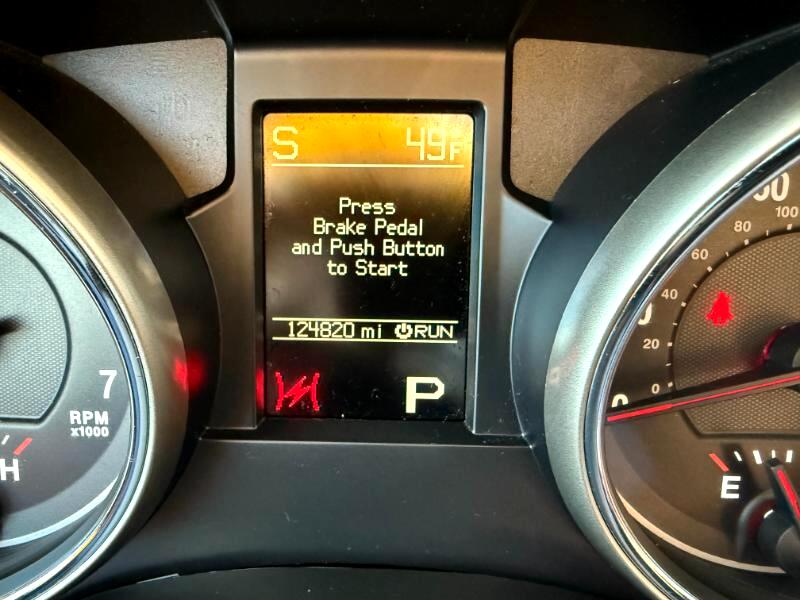 S 49F
Press
Brake Pedal
and Push Button
to Start
124820 mi RUN
P
7
RPM
x1000
H
100
80
60
40
20
0
E